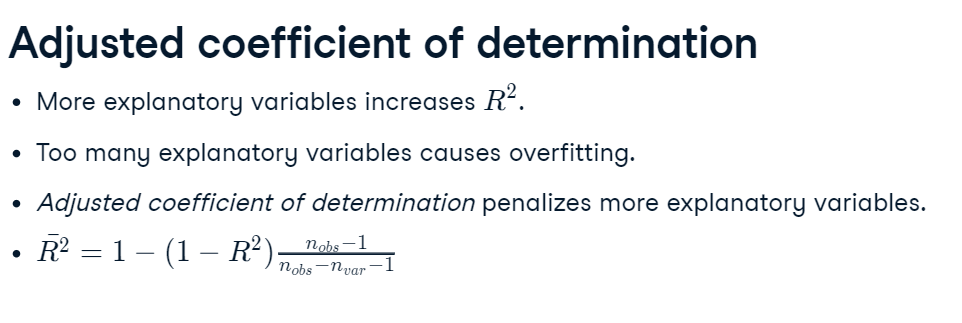 Adjusted coefficient of determination
• More explanatory variables increases R².
• Too many explanatory variables causes overfitting.
• Adjusted coefficient of determination penalizes more explanatory variables.
• $\bar{R}^2 = 1 - (1 - R^2)\frac{n_{obs}-1}{n_{obs}-n_{var}-1}$